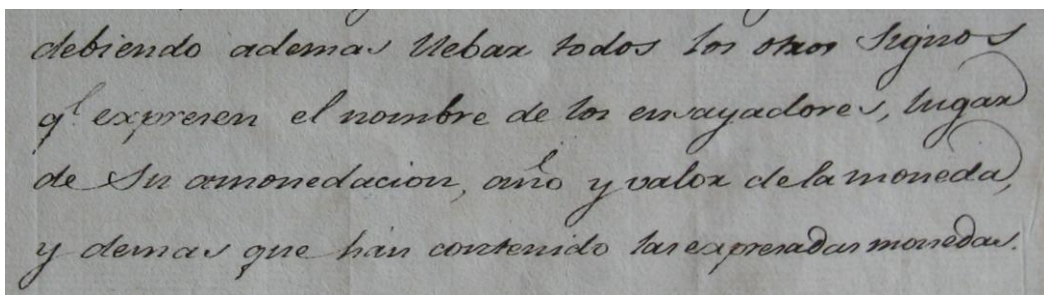 debiendo ademas llebar todos los otros Signos
q.l expresen el nombre de los ensayadores, lugar
de Su amonedacion, año y valor de la moneda,
y demas que hán contenido las expresadas monedas.